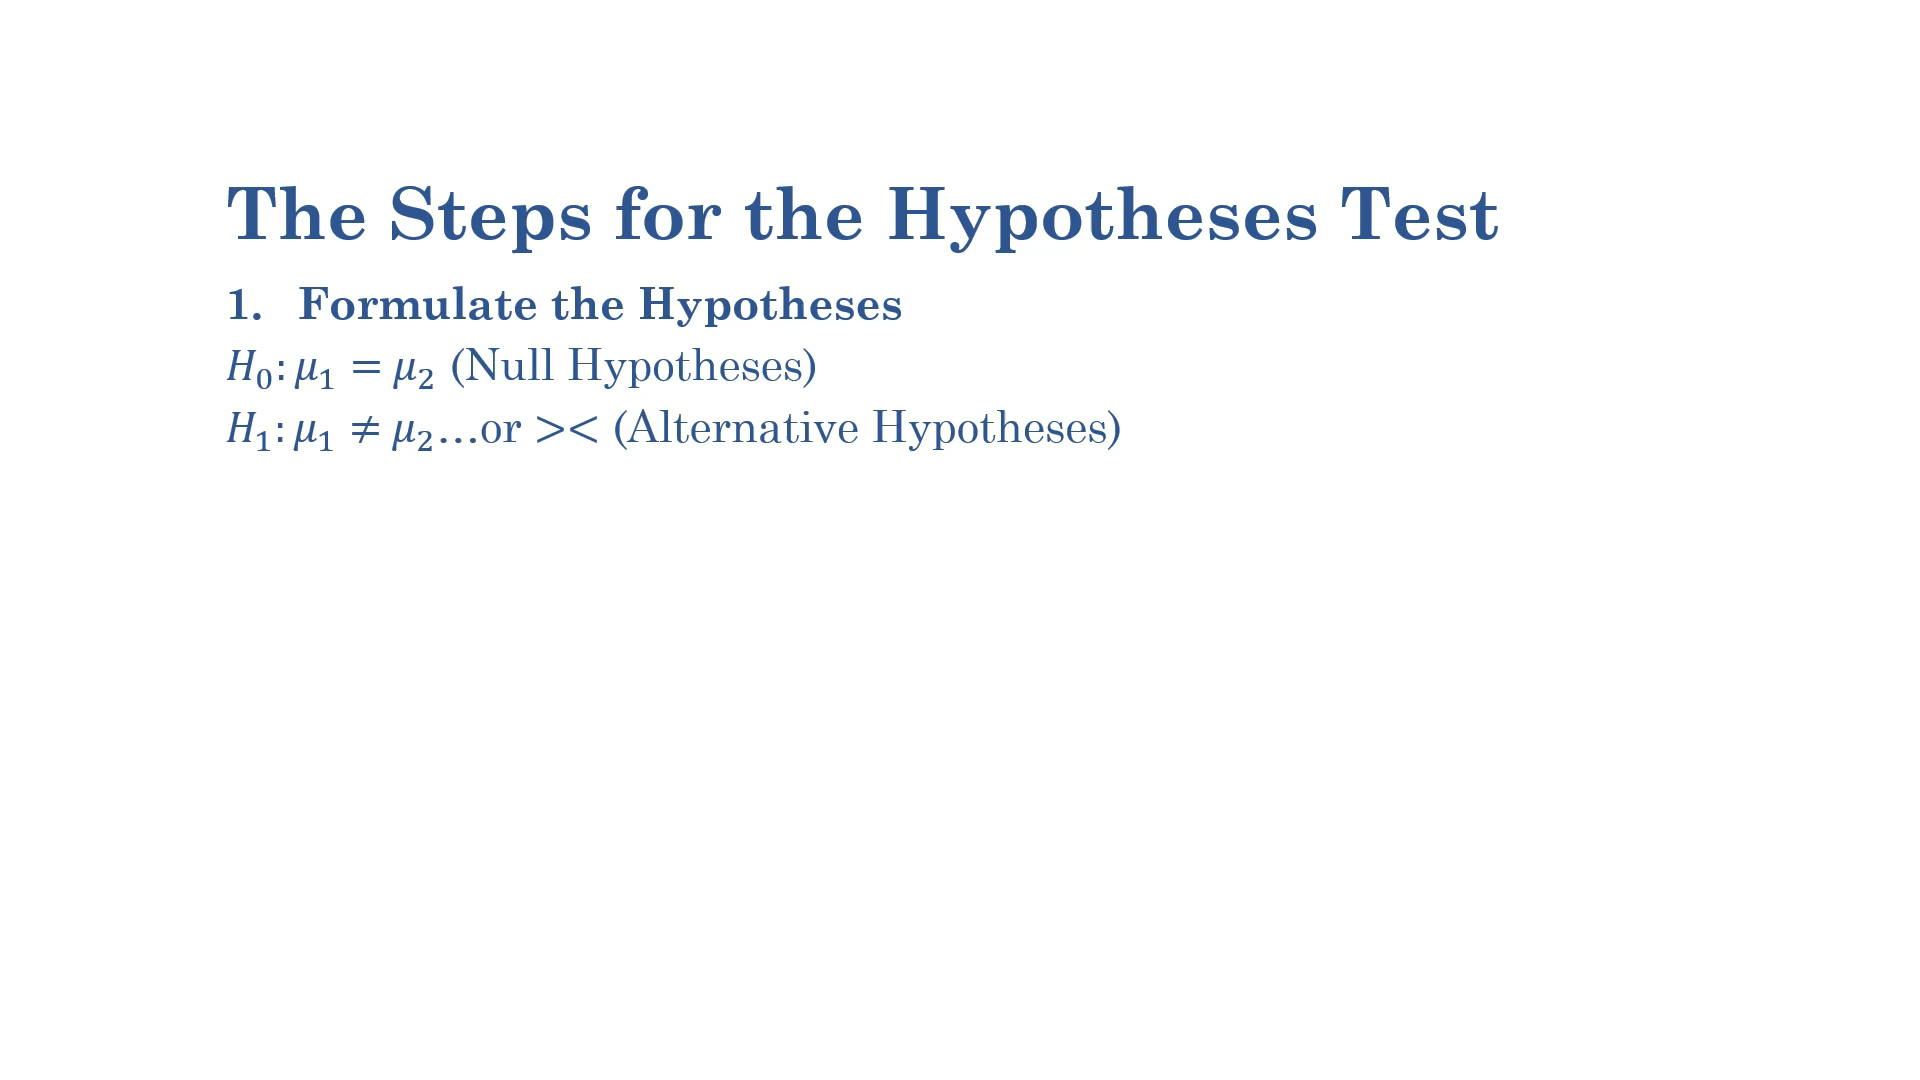 The Steps for the Hypotheses Test
1. Formulate the Hypotheses
𝐻₀: 𝜇₁ = 𝜇₂ (Null Hypotheses)
𝐻₁: 𝜇₁ ≠ 𝜇₂…or >< (Alternative Hypotheses)